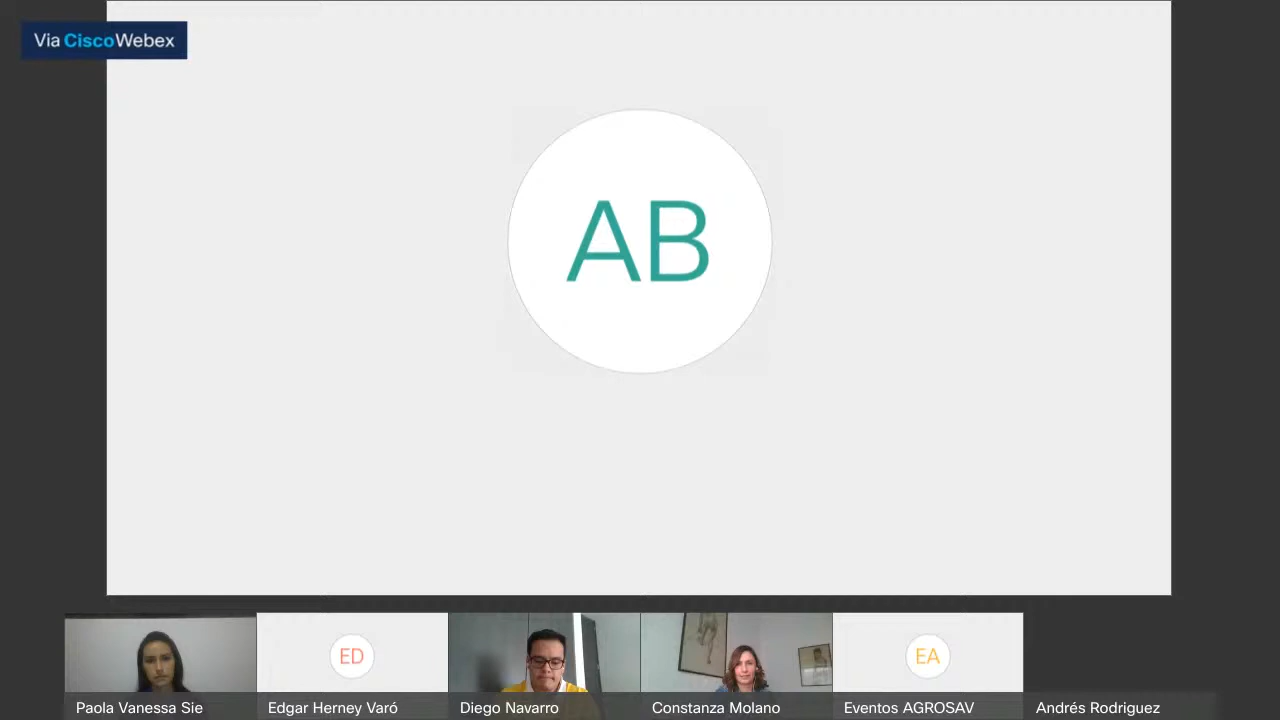 Via CiscoWebex
AB
ED
EA
Paola Vanessa Sie
Edgar Herney Varó
Diego Navarro
Constanza Molano
Eventos AGROSAV
Andrés Rodriguez